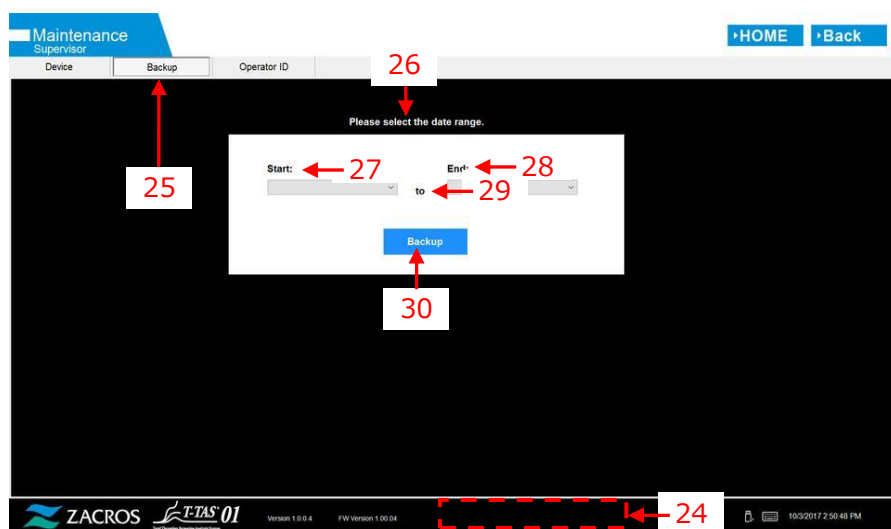 Maintenance
Supervisor
▸HOME ▸Back
Device Backup Operator ID
26
Please select the date range.
Start: 27 End: 28
25
to 29
Backup
30
ZACROS T-TAS 01 Version 1.0.0.4 FW Version 1.00.04 24 10/3/2017 2:50:48 PM